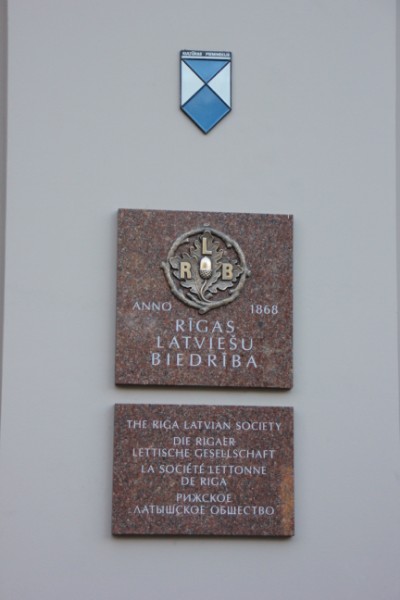 L
R B
ANNO 1868
RĪGAS
LATVIEŠU
BIEDRĪBA
THE RIGA LATVIAN SOCIETY
DIE RIGAER
LETTISCHE GESELLSCHAFT
LA SOCIÉTÉ LETTONNE
DE RIGA
РИЖСКОЕ
ЛАТЫШСКОЕ ОБЩЕСТВО